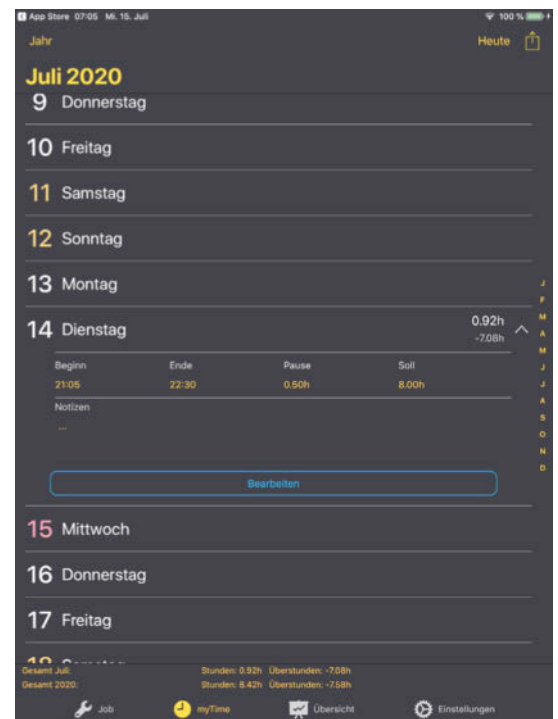 App Store 07:05 Mi. 15. Juli 100 %
Jahr Heute
Juli 2020
9 Donnerstag
10 Freitag
11 Samstag
12 Sonntag
13 Montag
14 Dienstag 0.92h
-7.08h
Beginn Ende Pause Soll
21:05 22:30 0.50h 8.00h
Notizen
...
Bearbeiten
15 Mittwoch
16 Donnerstag
17 Freitag
J
F
M
A
M
J
J
A
S
O
N
D
Gesamt Juli: Stunden: 0.92h Überstunden: -7.08h
Gesamt 2020: Stunden: 8.42h Überstunden: -7.58h
Job myTime Übersicht Einstellungen